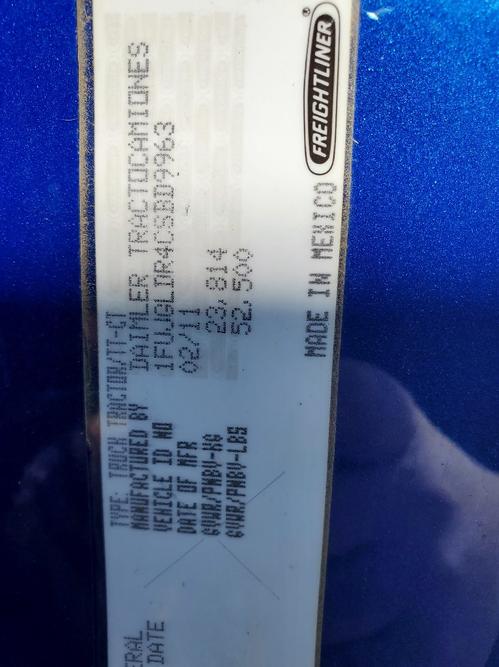 TYPE: TRUCK TRACTOR/TT-CT
MANUFACTURED BY DAIMLER TRACTOCAMIONES
VEHICLE ID NO 1FUJGLDR4CSBD9963
DATE OF MFR 02/11
GVWR/PNBV-KG 23,814
GVWR/PNBV-LBS 52,500
MADE IN MEXICO FREIGHTLINER®
ERAL
DATE